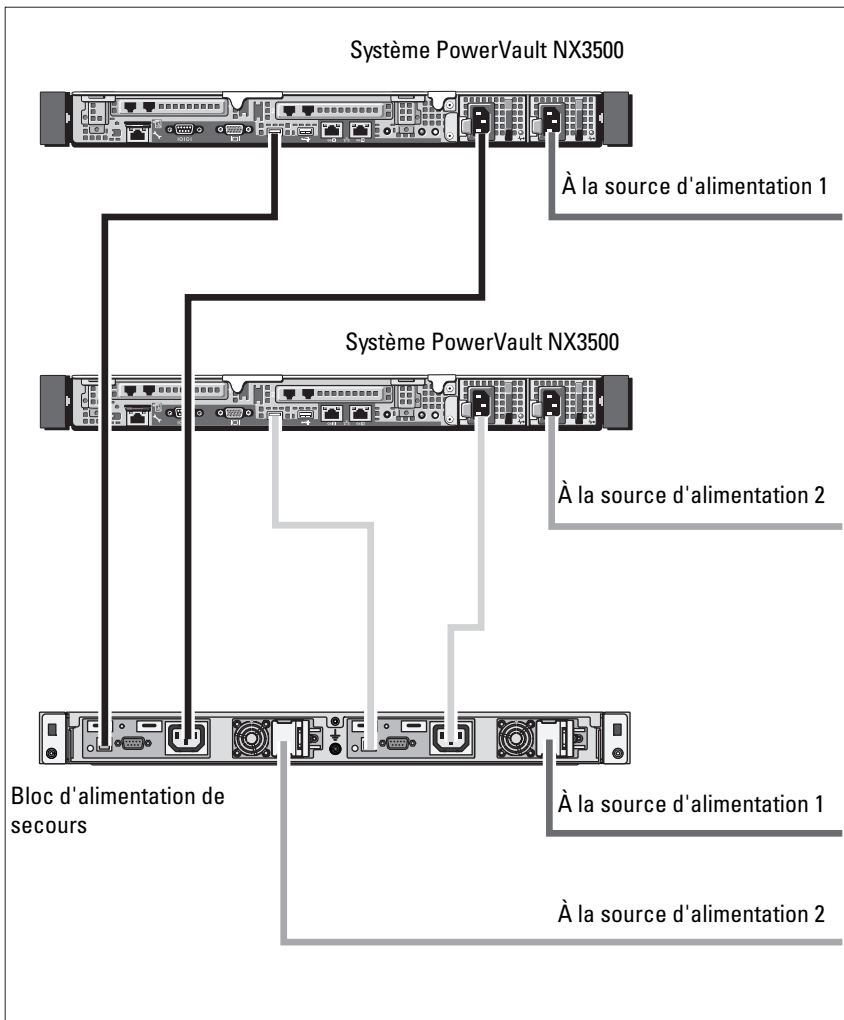 Système PowerVault NX3500
À la source d'alimentation 1
Système PowerVault NX3500
À la source d'alimentation 2
Bloc d'alimentation de
secours
À la source d'alimentation 1
À la source d'alimentation 2